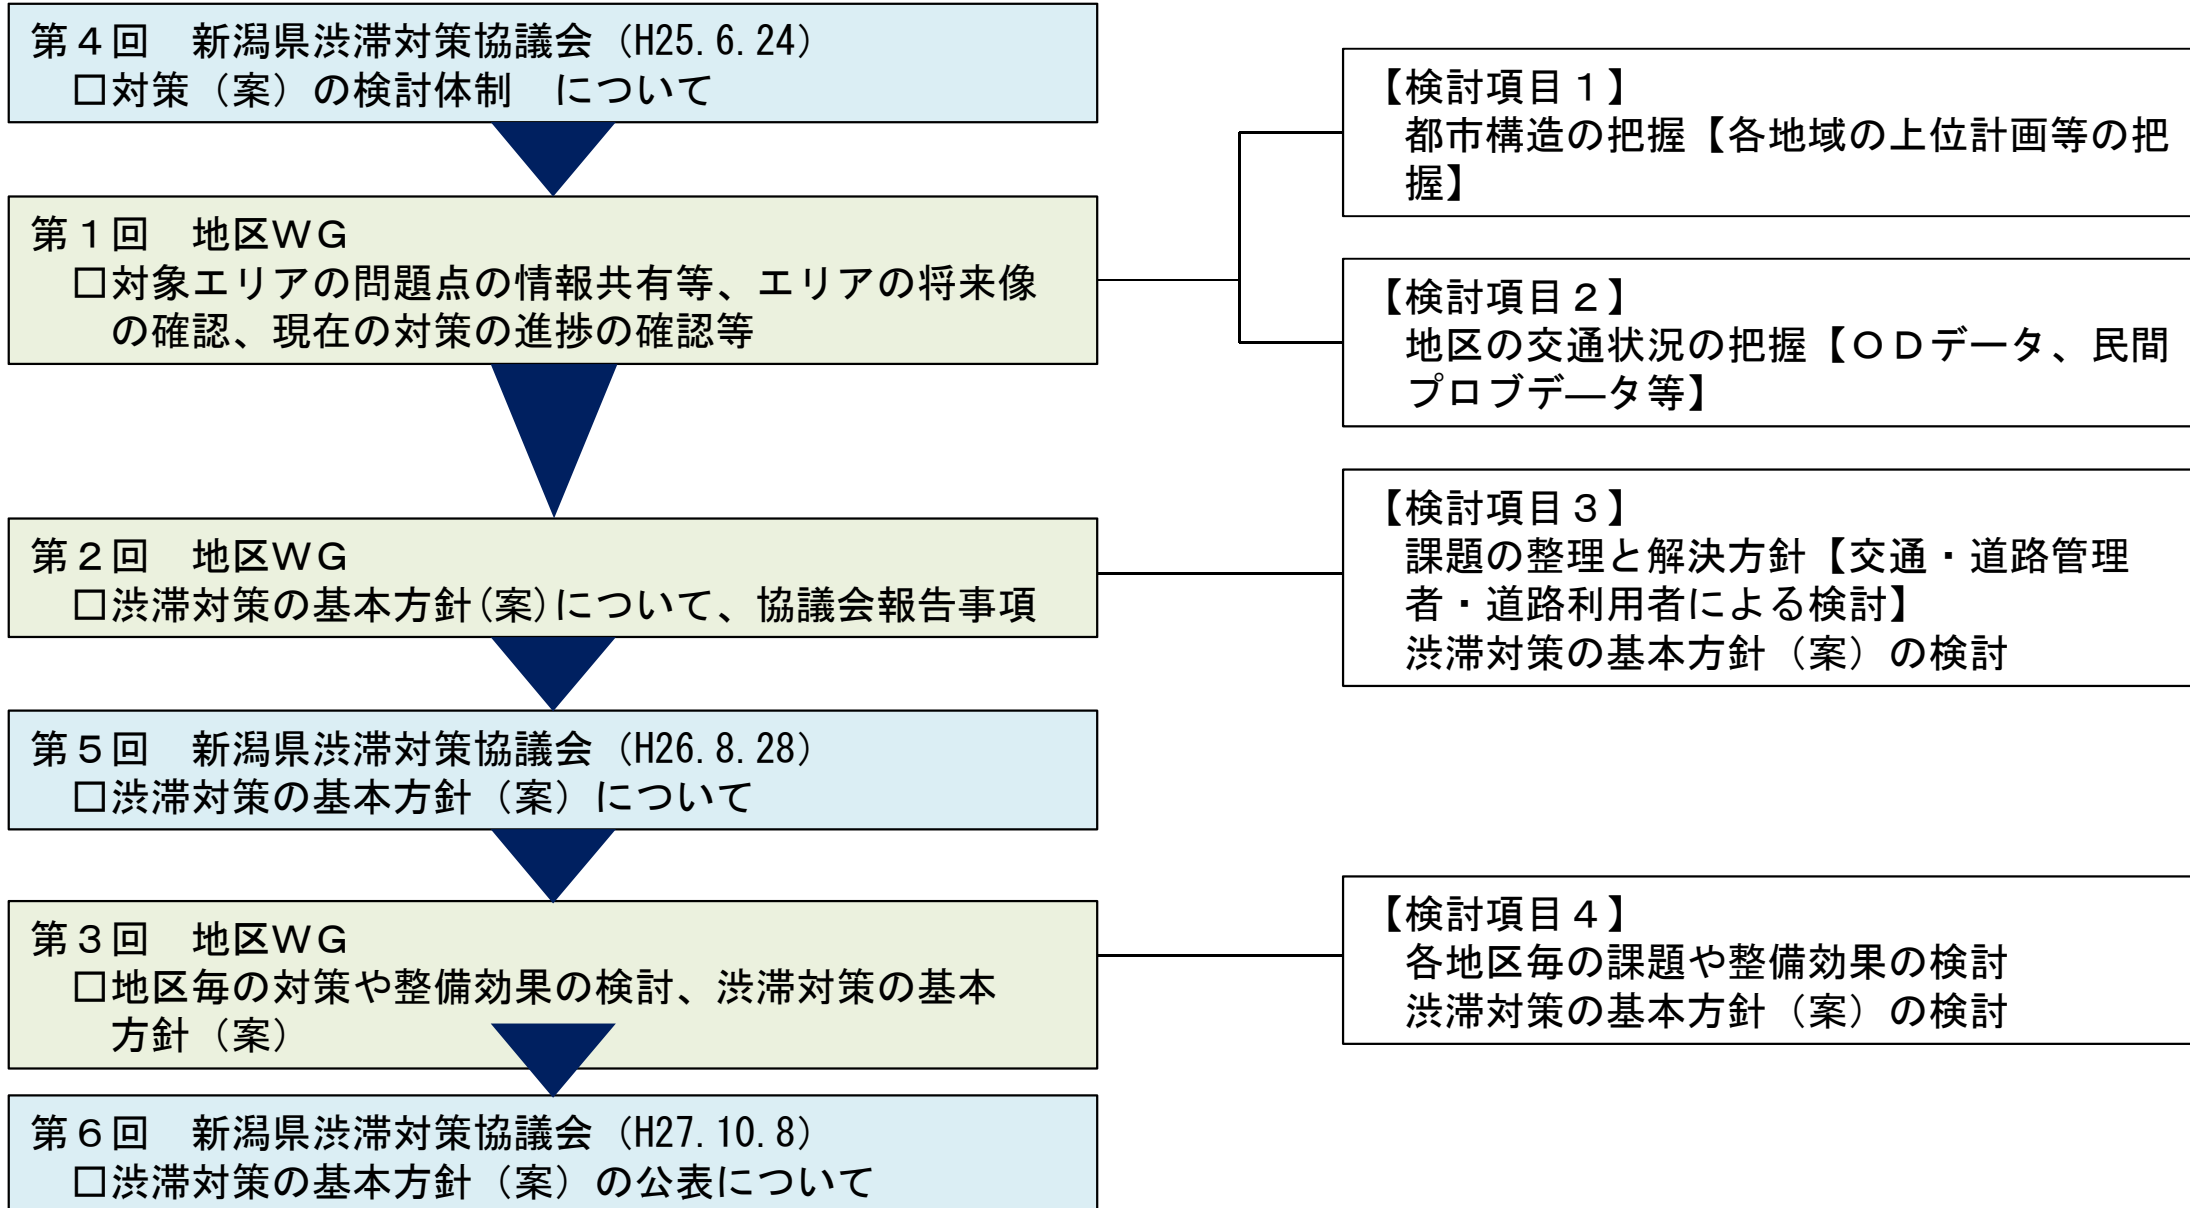 第４回　新潟県渋滞対策協議会（H25.6.24）
□対策（案）の検討体制　について
第１回　地区ＷＧ
□対象エリアの問題点の情報共有等、エリアの将来像
の確認、現在の対策の進捗の確認等
第２回　地区ＷＧ
□渋滞対策の基本方針(案)について、協議会報告事項
第５回　新潟県渋滞対策協議会（H26.8.28）
□渋滞対策の基本方針（案）について
第３回　地区ＷＧ
□地区毎の対策や整備効果の検討、渋滞対策の基本
方針（案）
第６回　新潟県渋滞対策協議会（H27.10.8）
□渋滞対策の基本方針（案）の公表について
【検討項目１】
都市構造の把握【各地域の上位計画等の把
握】
【検討項目２】
地区の交通状況の把握【ＯＤデータ、民間
プロブデ―タ等】
【検討項目３】
課題の整理と解決方針【交通・道路管理
者・道路利用者による検討】
渋滞対策の基本方針（案）の検討
【検討項目４】
各地区毎の課題や整備効果の検討
渋滞対策の基本方針（案）の検討